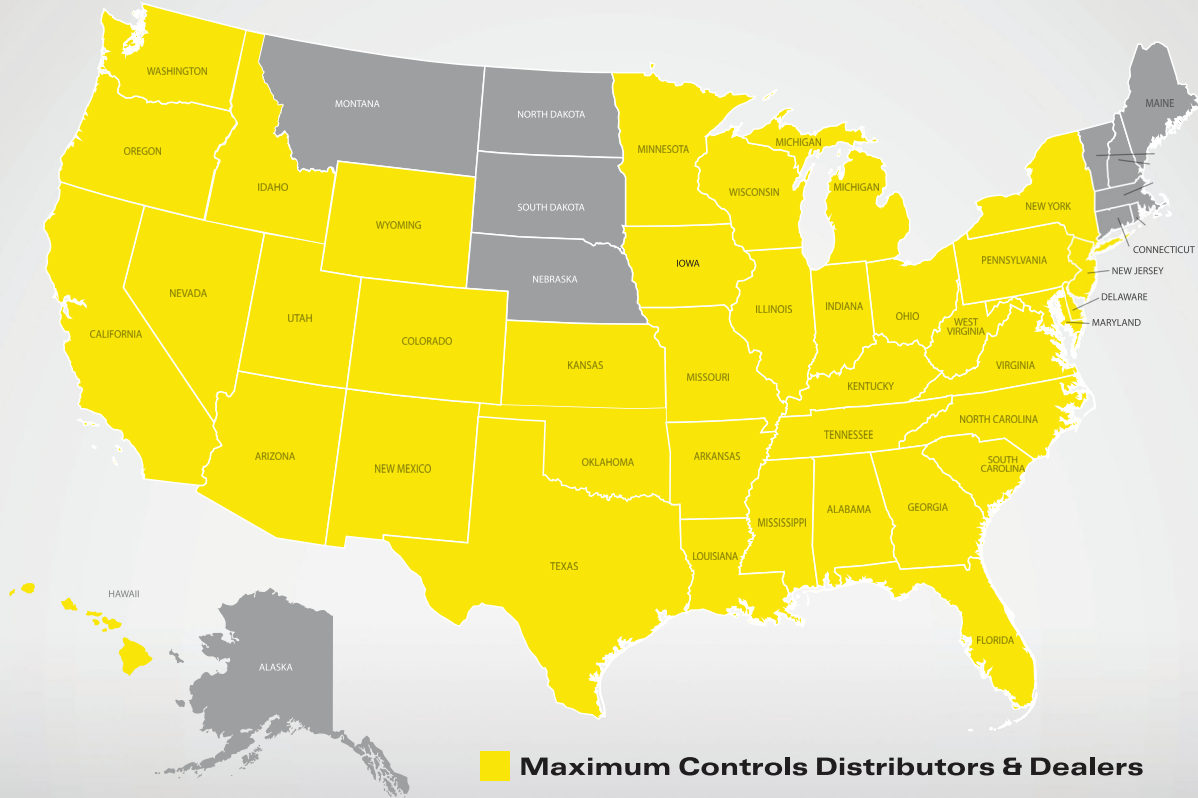 WASHINGTON
MONTANA
NORTH DAKOTA
MINNESOTA
MICHIGAN
MAINE
OREGON
IDAHO
WYOMING
SOUTH DAKOTA
WISCONSIN
MICHIGAN
NEW YORK
CONNECTICUT
NEVADA
NEBRASKA
IOWA
PENNSYLVANIA
NEW JERSEY
DELAWARE
MARYLAND
CALIFORNIA
UTAH
COLORADO
KANSAS
ILLINOIS
INDIANA
OHIO
WEST
VIRGINIA
VIRGINIA
MISSOURI
KENTUCKY
NORTH CAROLINA
TENNESSEE
ARIZONA
NEW MEXICO
OKLAHOMA
ARKANSAS
SOUTH
CAROLINA
MISSISSIPPI
ALABAMA
GEORGIA
TEXAS
LOUISIANA
HAWAII
ALASKA
FLORIDA
Maximum Controls Distributors & Dealers